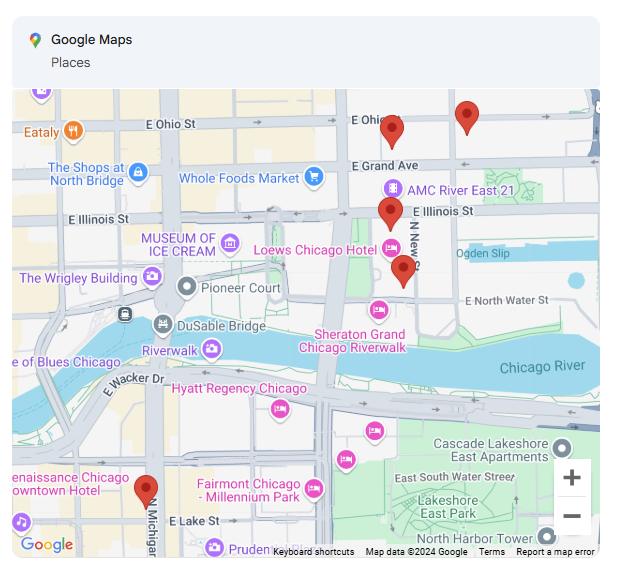 Google Maps
Places
E Ohio St
E Ohio
Eataly
The Shops at
North Bridge
E Grand Ave
Whole Foods Market
AMC River East 21
E Illinois St
E Illinois St
MUSEUM OF
ICE CREAM
Loews Chicago Hotel
N New St
Ogden Slip
The Wrigley Building
Pioneer Court
E North Water St
DuSable Bridge
Sheraton Grand
Chicago Riverwalk
Riverwalk
e of Blues Chicago
Chicago River
E Wacker Dr
Hyatt Regency Chicago
Cascade Lakeshore
East Apartments
enaissance Chicago
owntown Hotel
Fairmont Chicago
- Millennium Park
East South Water Street
N Michigan
Lakeshore
East Park
E Lake St
North Harbor Tower
Google
Prudential
Keyboard shortcuts
Map data ©2024 Google
Terms
Report a map error